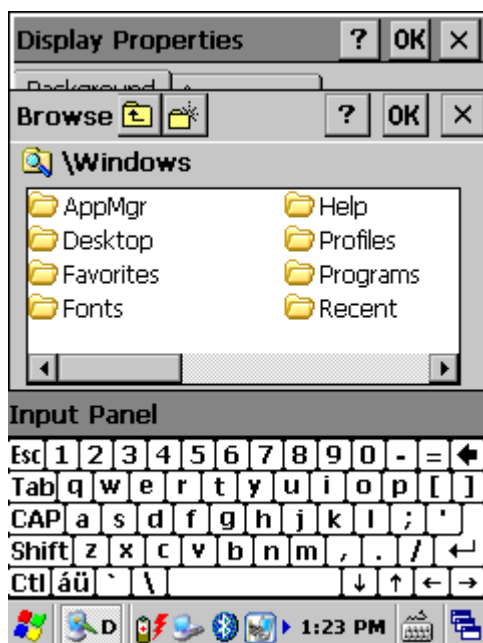 Display Properties ? OK ×
Background
Browse ? OK ×
\Windows
AppMgr Help
Desktop Profiles
Favorites Programs
Fonts Recent
Input Panel
Esc 1 2 3 4 5 6 7 8 9 0 - =
Tab q w e r t y u i o p [ ]
CAP a s d f g h j k l ; '
Shift z x c v b n m , . /
Ctl áü ` \ ↓ ↑ ← →
D 1:23 PM